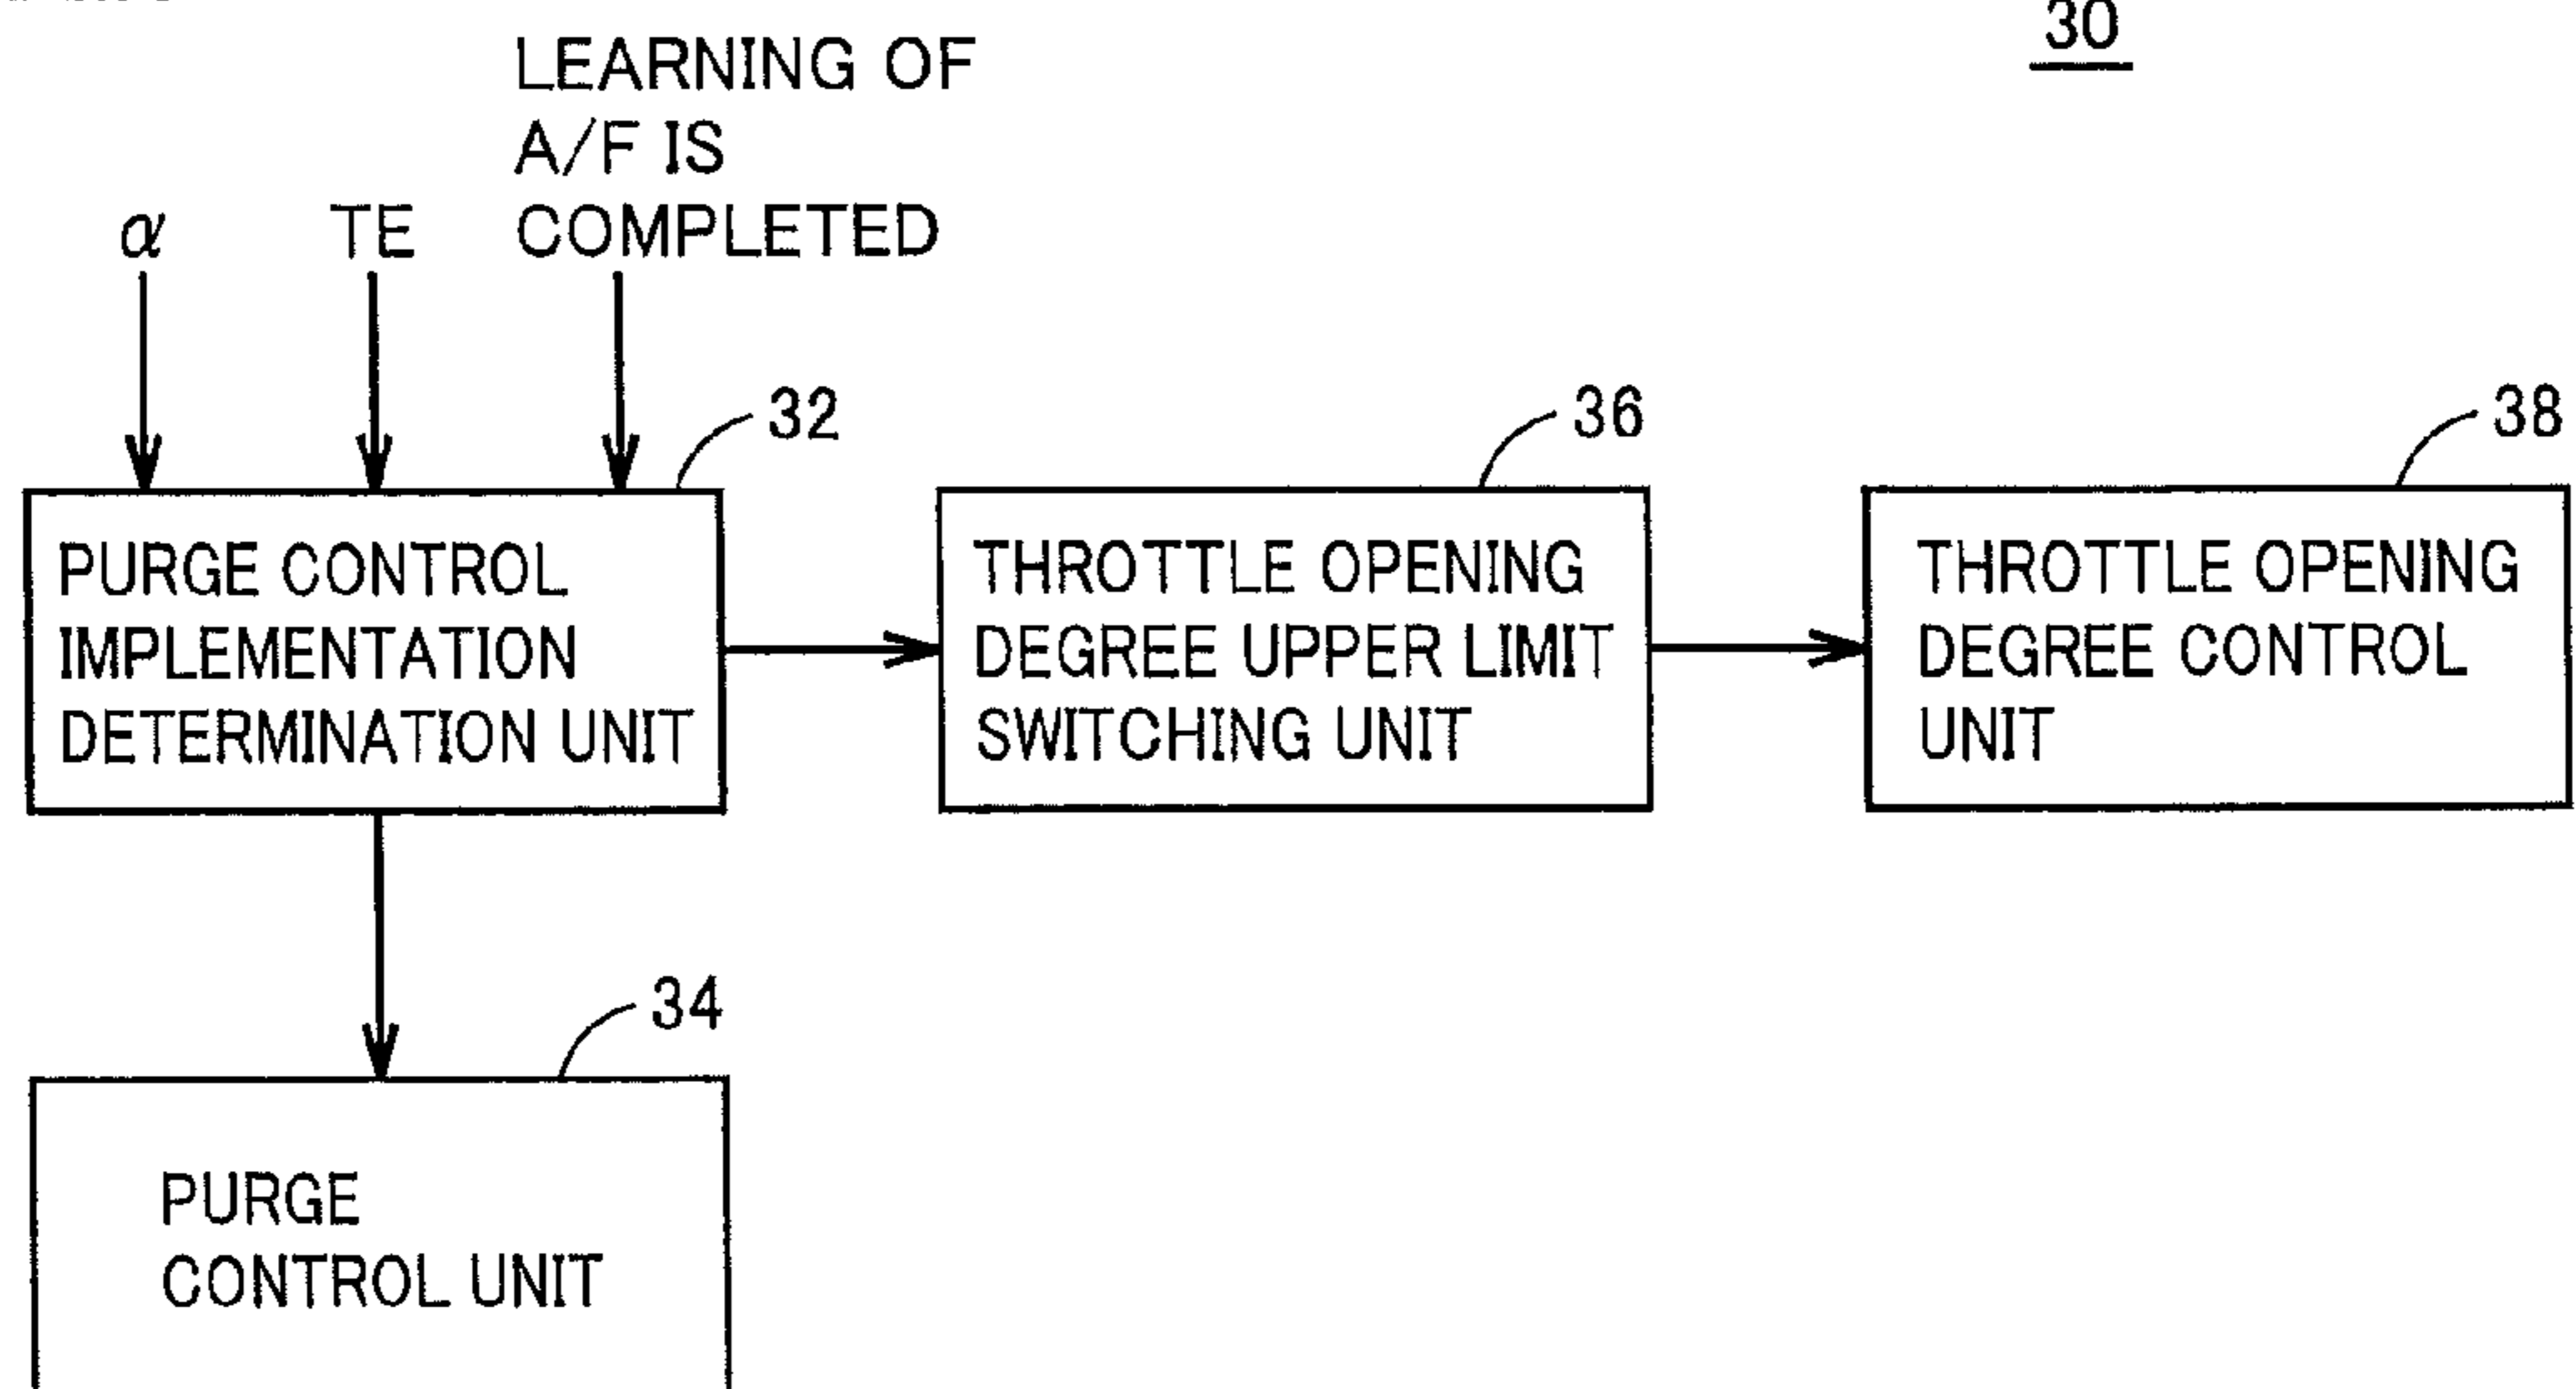 30
LEARNING OF
A/F IS
COMPLETED
α
TE
32
36
38
PURGE CONTROL
IMPLEMENTATION
DETERMINATION UNIT
THROTTLE OPENING
DEGREE UPPER LIMIT
SWITCHING UNIT
THROTTLE OPENING
DEGREE CONTROL
UNIT
34
PURGE
CONTROL UNIT